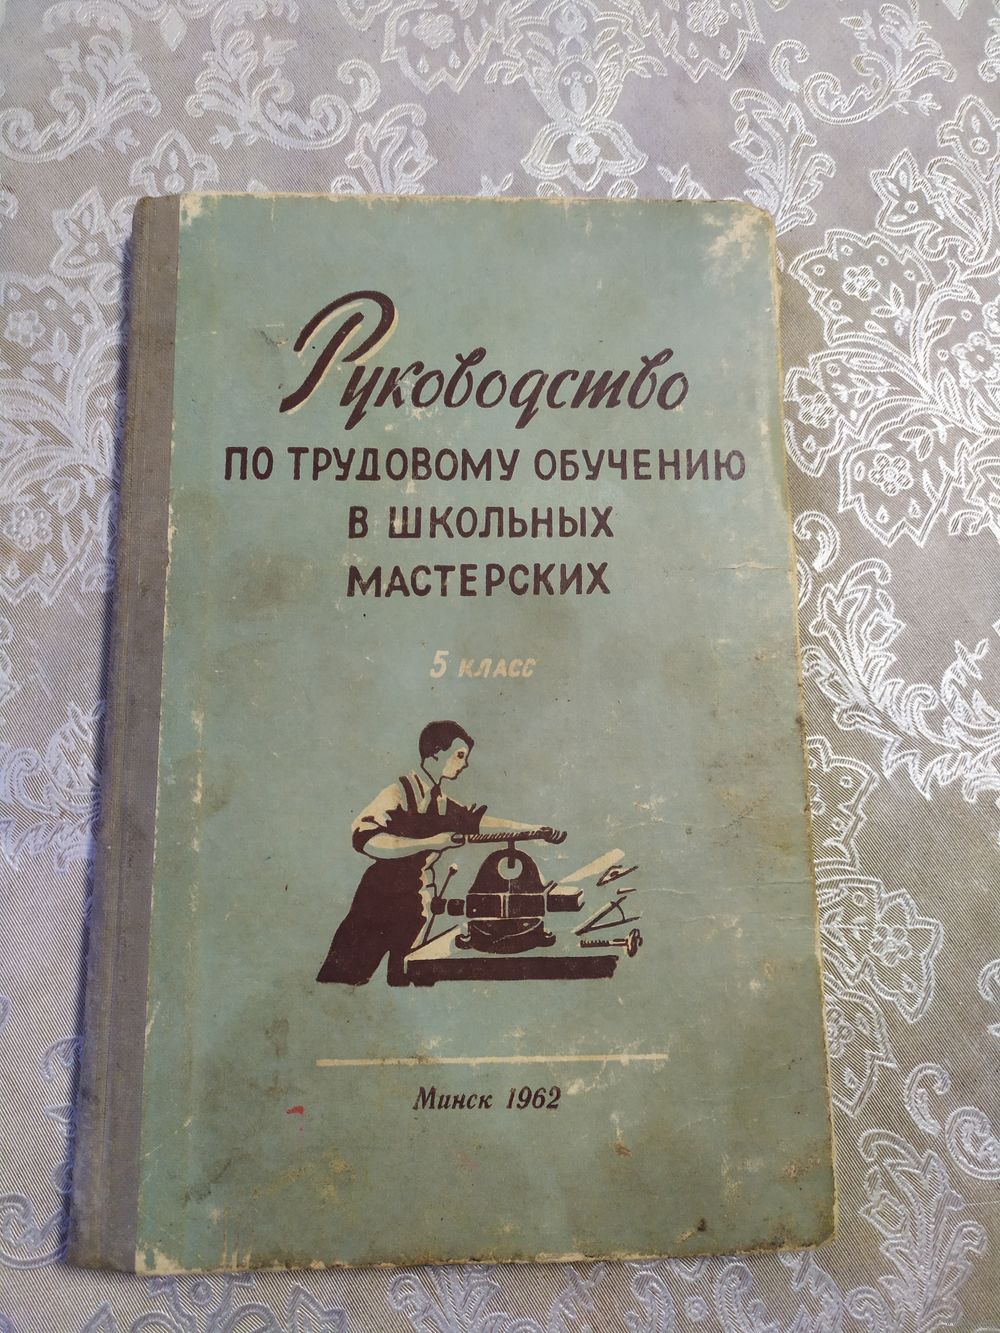 Руководство
ПО ТРУДОВОМУ ОБУЧЕНИЮ
В ШКОЛЬНЫХ
МАСТЕРСКИХ
5 КЛАСС
Минск 1962